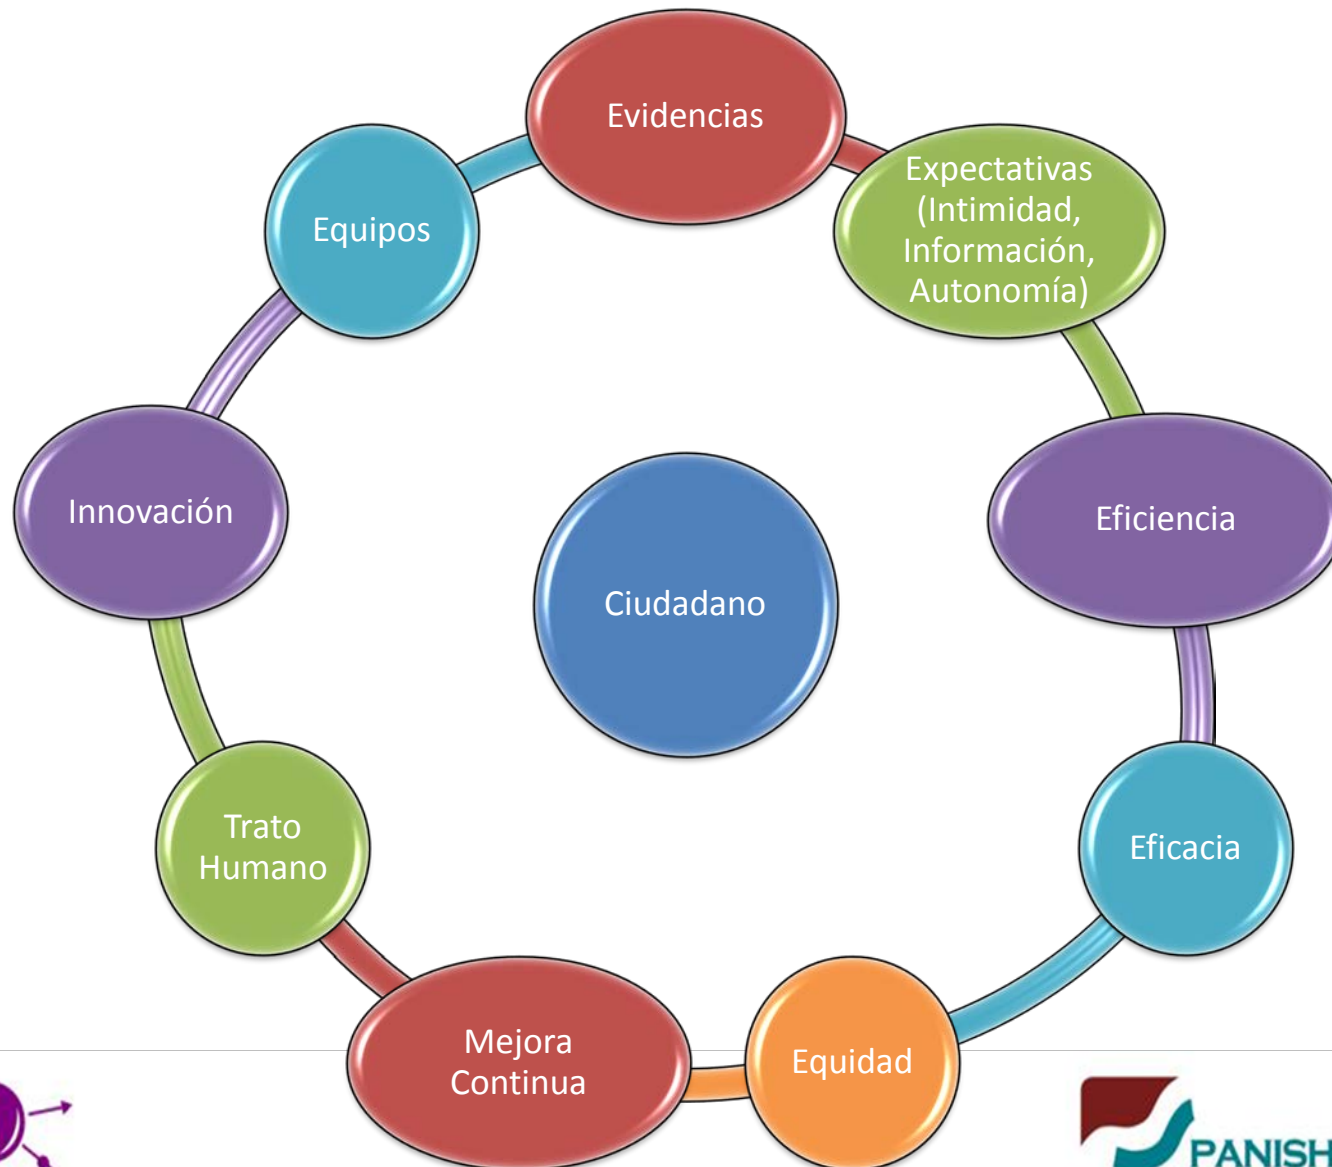 Evidencias
Expectativas
(Intimidad,
Información,
Autonomía)
Equipos
Innovación
Eficiencia
Ciudadano
Trato
Humano
Eficacia
Mejora
Continua
Equidad
PANISH